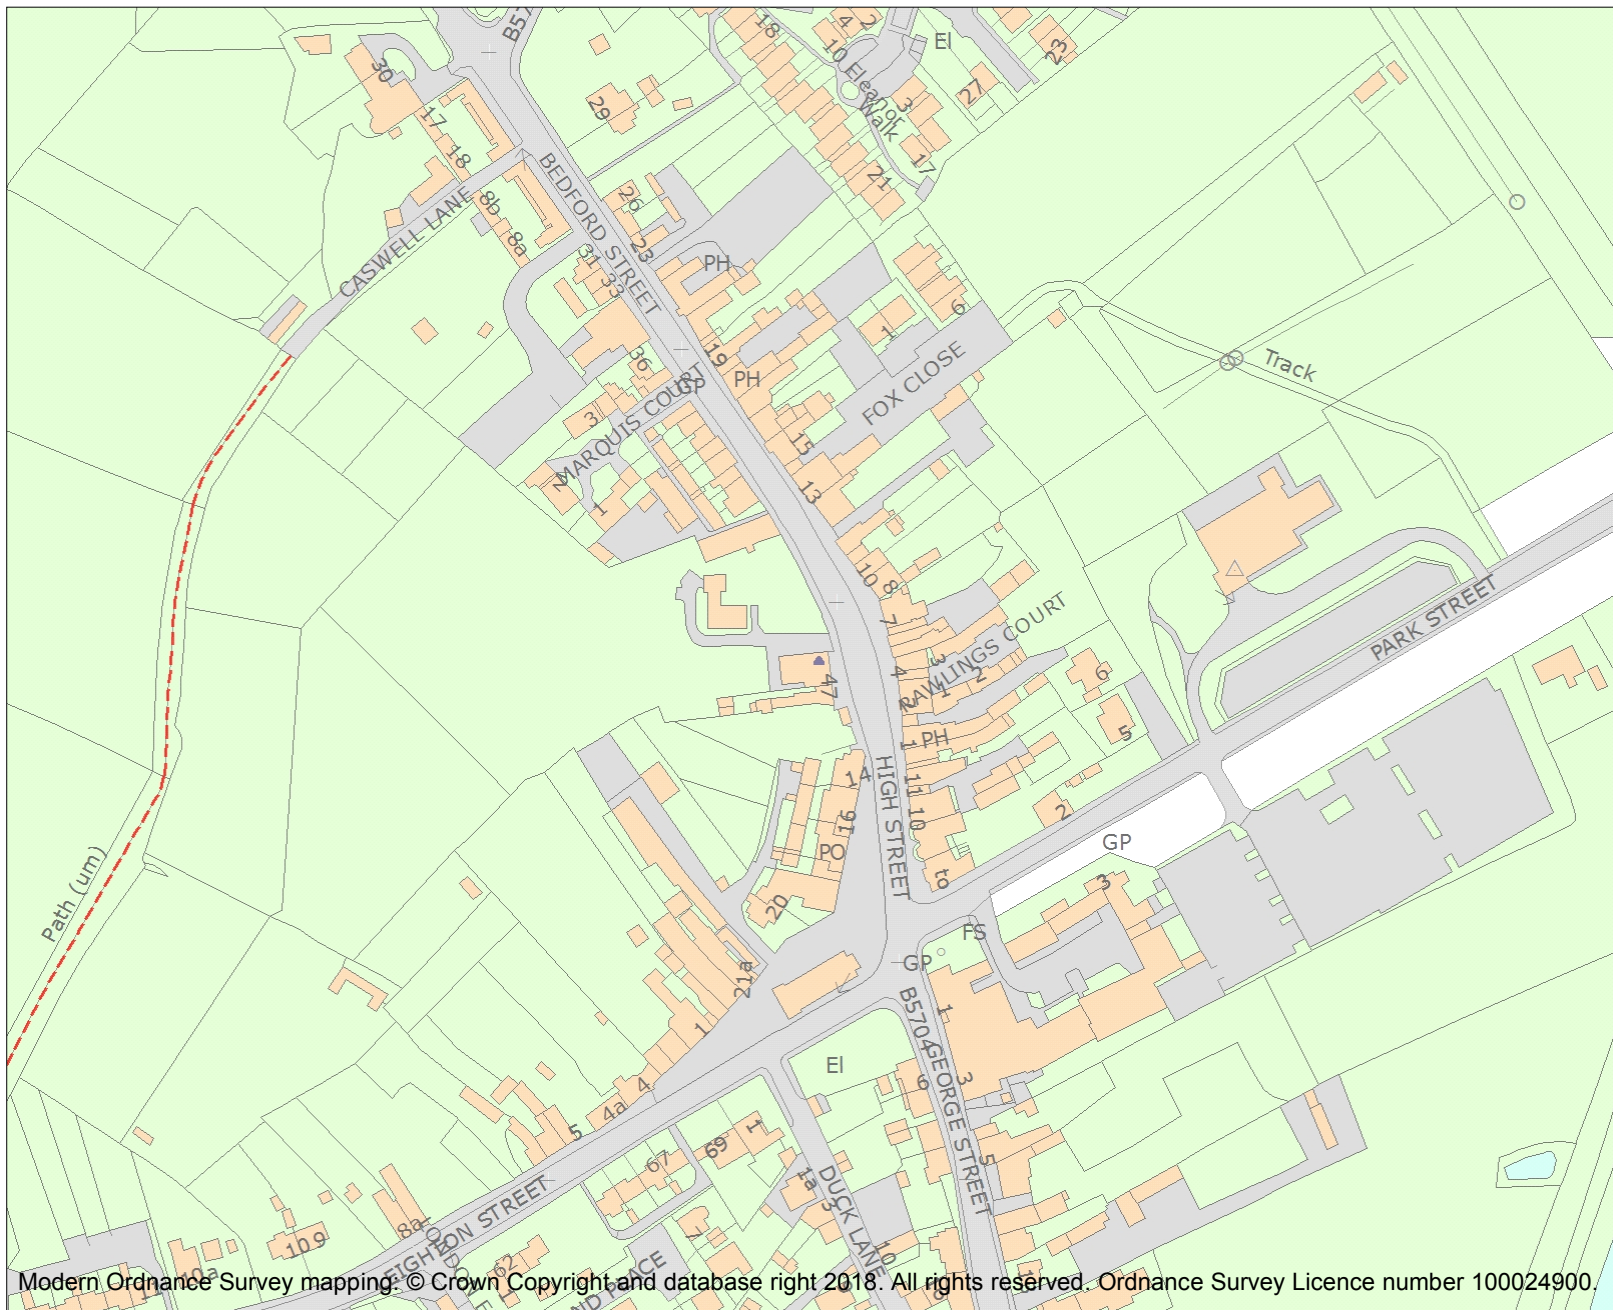 B57
18
4
2
10
El
23
30
29
Eleanor
Walk
3
27
17
17
18
21
BEDFORD STREET
CASWELL LANE
8b
8a
26
23
31
33
PH
6
1
19
36
GP
PH
FOX CLOSE
Track
MARQUIS COURT
3
2
1
15
13
10
8
7
PARK STREET
RAWLINGS COURT
3
4
2
1
2
6
47
5
1
PH
14
11
16
10
2
HIGH STREET
PO
GP
to
3
20
Path (um)
FS
GP
21a
1
B5704
1
El
GEORGE STREET
6
3
4
4a
5
1
69
67
1a
3
5
DUCK LANE
8a
10 9
10a
7
62
10
Modern Ordnance Survey mapping: © Crown Copyright and database right 2018. All rights reserved. Ordnance Survey Licence number 100024900.